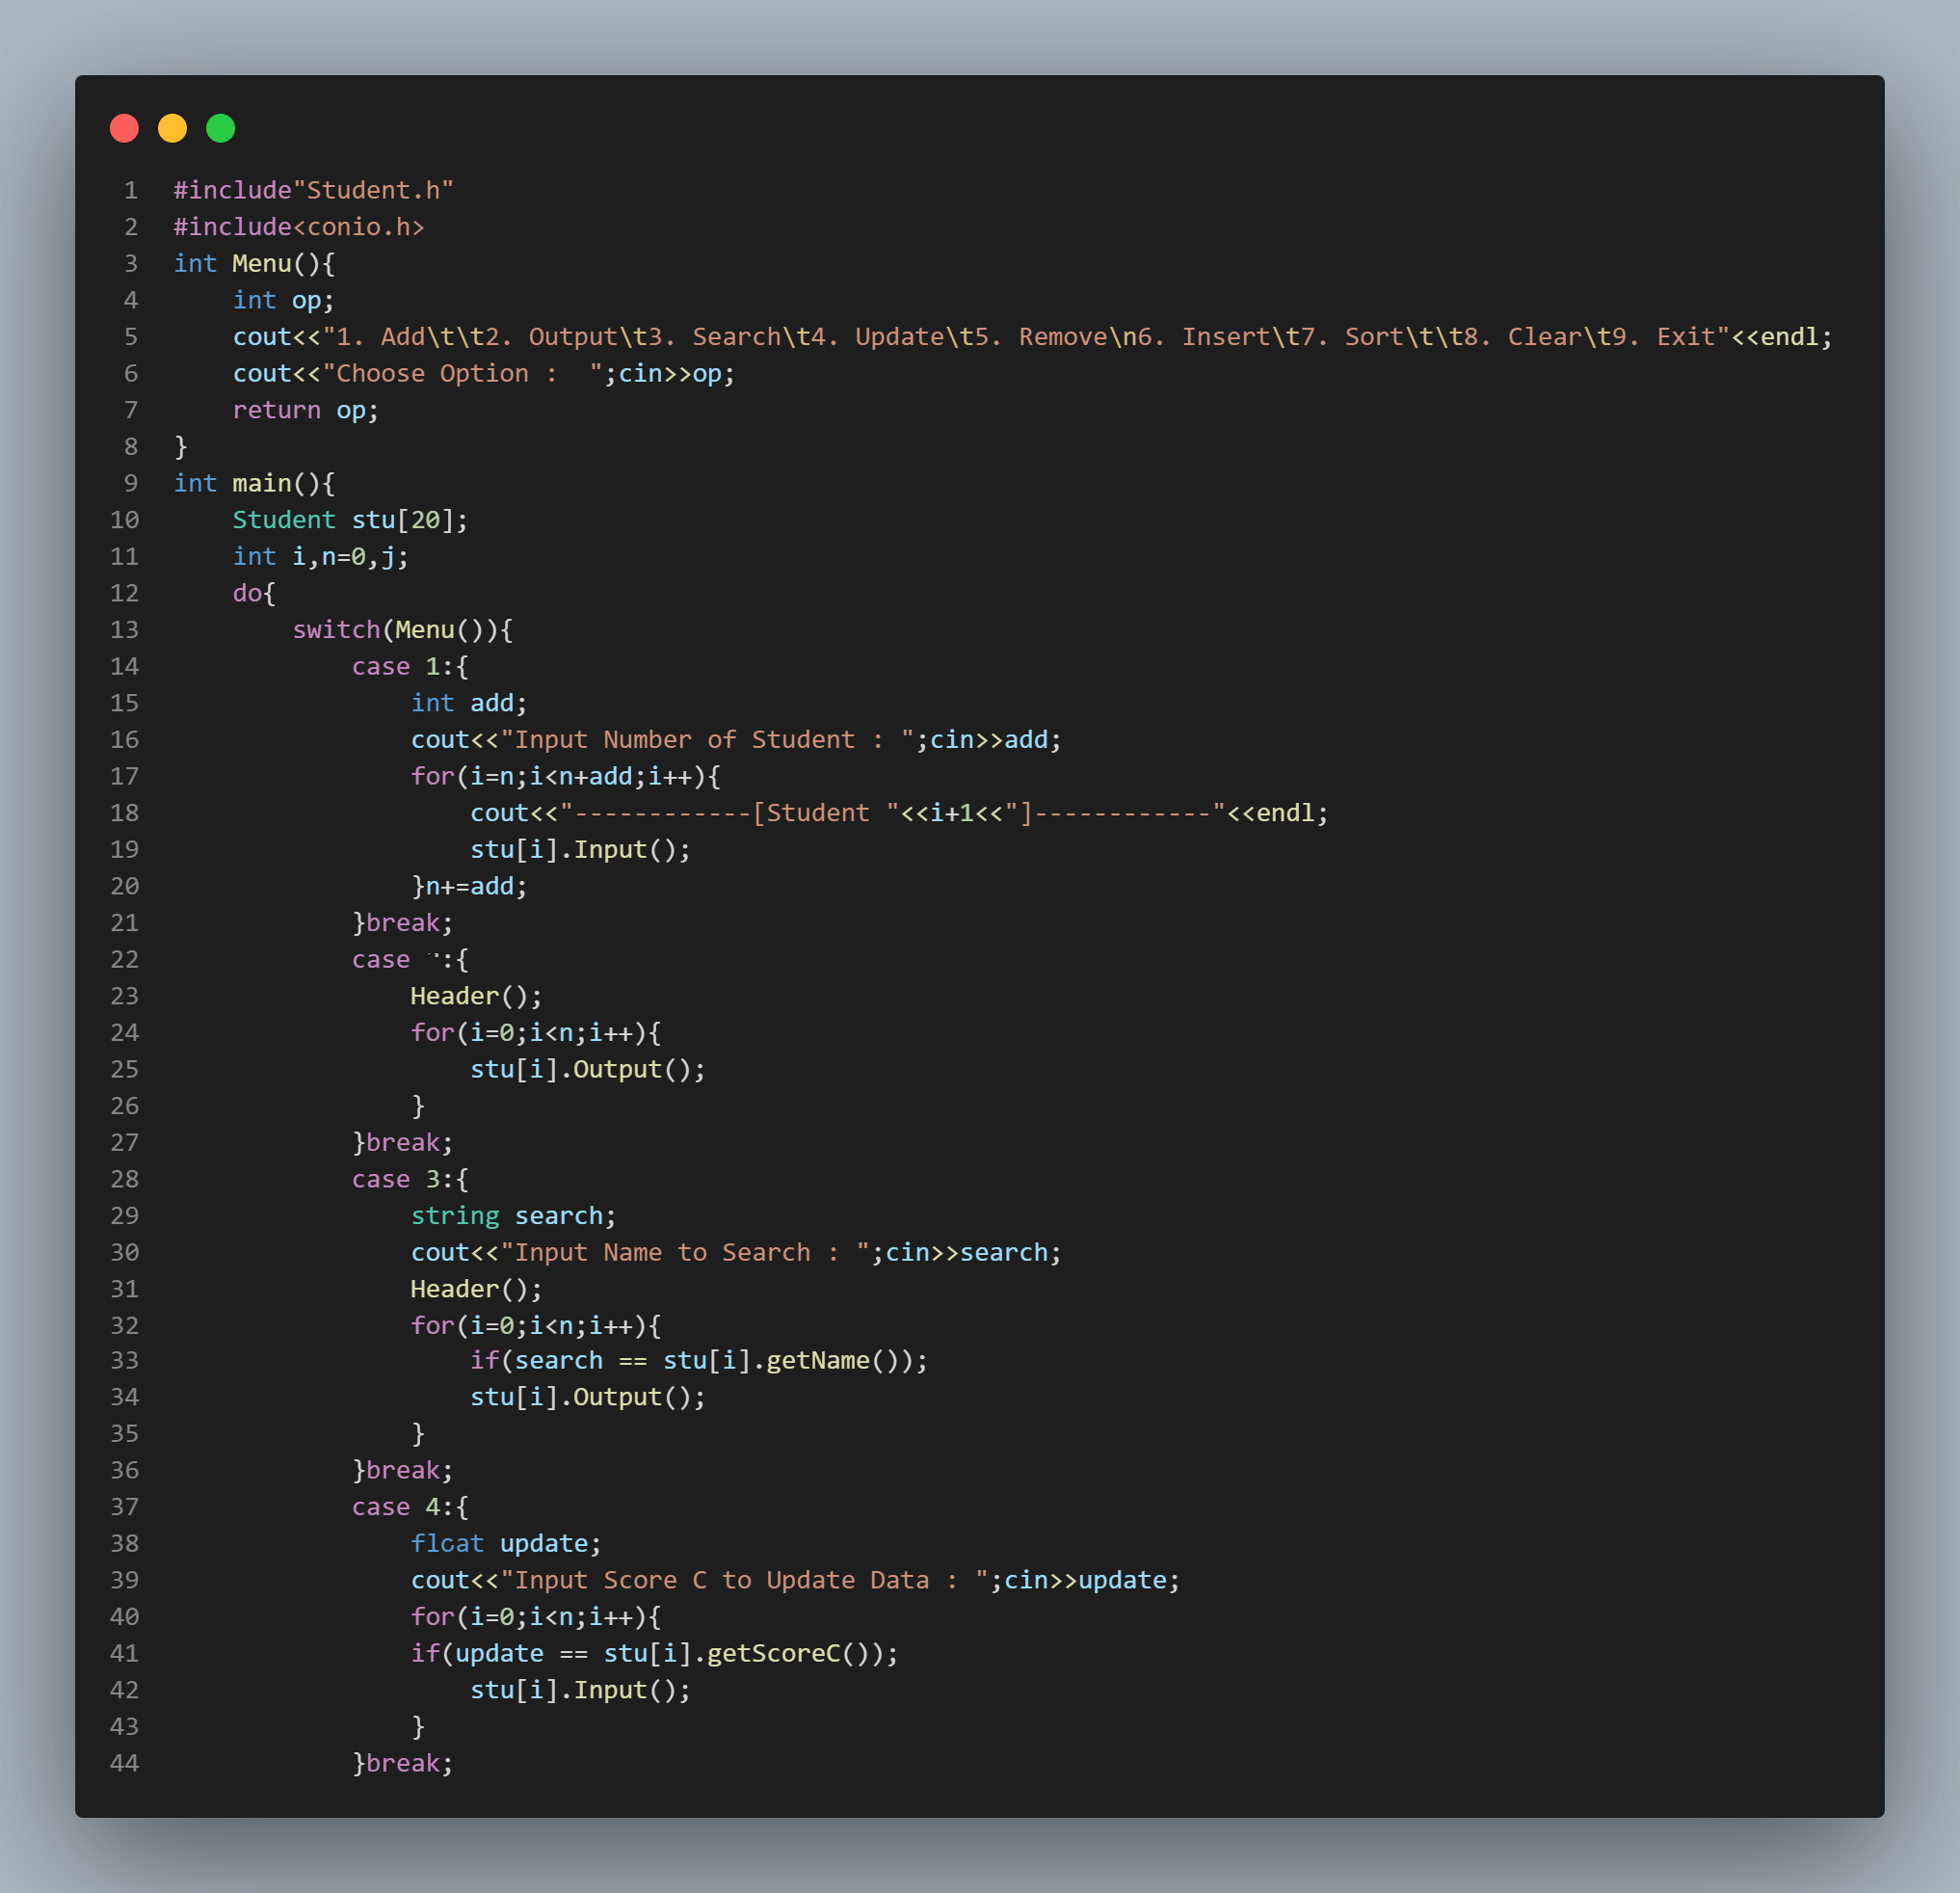 1 #include"Student.h"
2 #include<conio.h>
3 int Menu(){
4     int op;
5     cout<<"1. Add\t\t2. Output\t3. Search\t4. Update\t5. Remove\n6. Insert\t7. Sort\t\t8. Clear\t9. Exit"<<endl;
6     cout<<"Choose Option :  ";cin>>op;
7     return op;
8 }
9 int main(){
10     Student stu[20];
11     int i,n=0,j;
12     do{
13         switch(Menu()){
14             case 1:{
15                 int add;
16                 cout<<"Input Number of Student : ";cin>>add;
17                 for(i=n;i<n+add;i++){
18                     cout<<"------------[Student "<<i+1<<"]------------"<<endl;
19                     stu[i].Input();
20                 }n+=add;
21             }break;
22             case :{
23                 Header();
24                 for(i=0;i<n;i++){
25                     stu[i].Output();
26                 }
27             }break;
28             case 3:{
29                 string search;
30                 cout<<"Input Name to Search : ";cin>>search;
31                 Header();
32                 for(i=0;i<n;i++){
33                     if(search == stu[i].getName());
34                     stu[i].Output();
35                 }
36             }break;
37             case 4:{
38                 float update;
39                 cout<<"Input Score C to Update Data : ";cin>>update;
40                 for(i=0;i<n;i++){
41                 if(update == stu[i].getScoreC());
42                     stu[i].Input();
43                 }
44             }break;